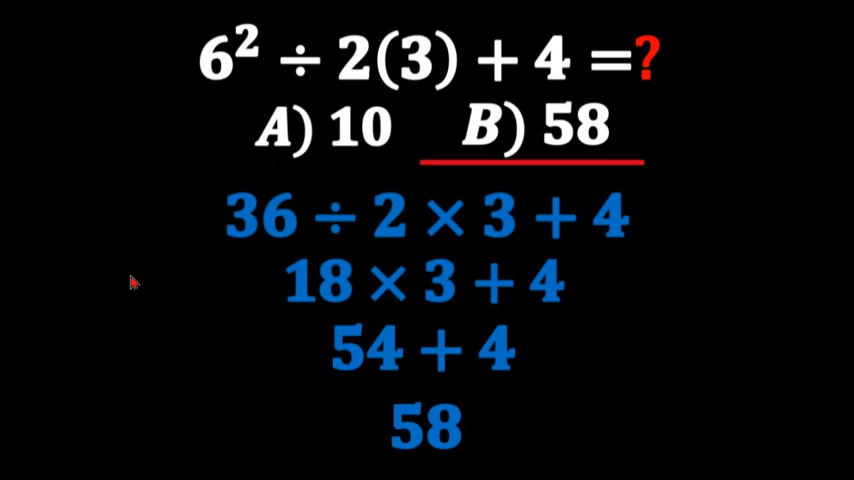 6² ÷ 2(3) + 4 =?
A) 10 B) 58
36 ÷ 2 × 3 + 4
18 × 3 + 4
54 + 4
58